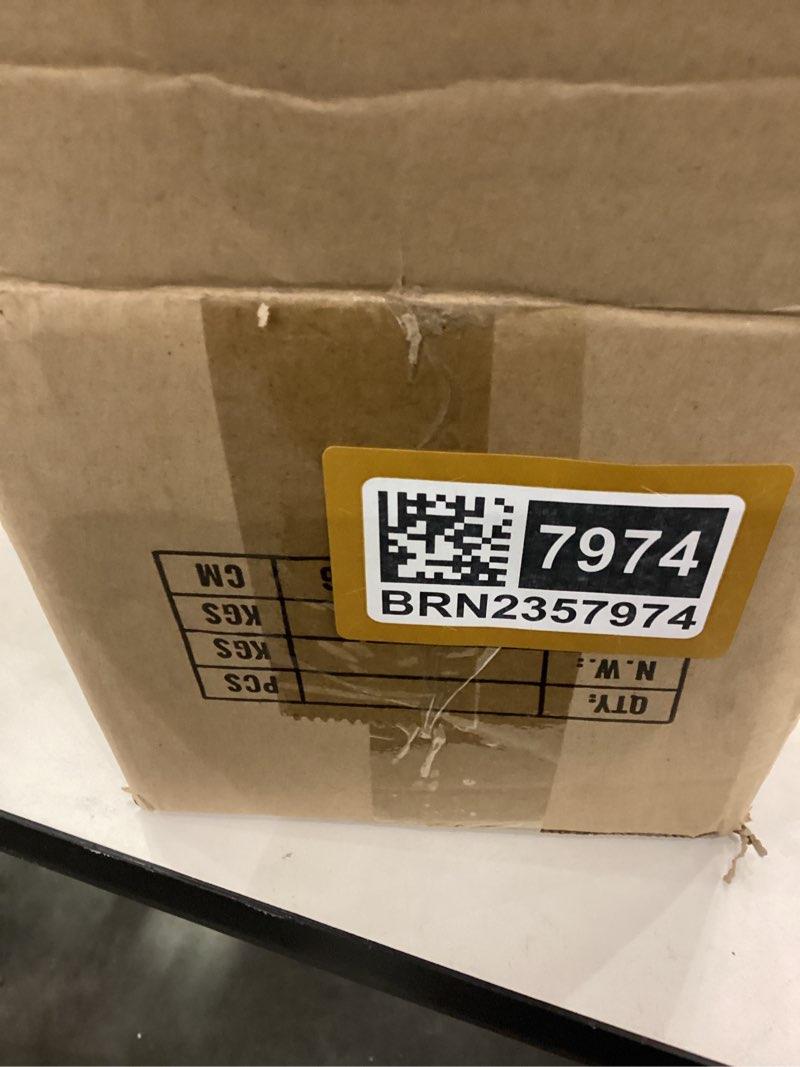 7974
BRN2357974
QTY: PCS
N.W.: KGS
KGS
CM